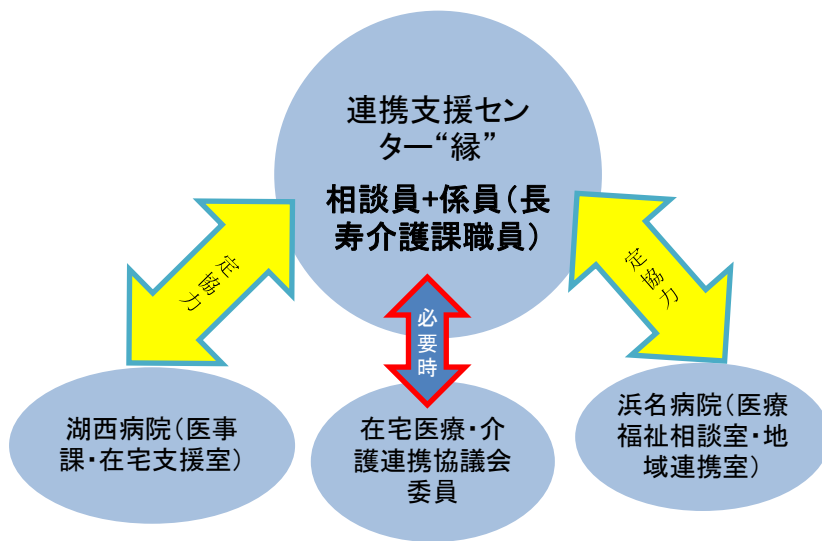 連携支援セン
ター“縁”
相談員+係員(長
寿介護課職員)
定協力
必要時
定協力
湖西病院(医事
課・在宅支援室)
在宅医療・介
護連携協議会
委員
浜名病院(医療
福祉相談室・地
域連携室)